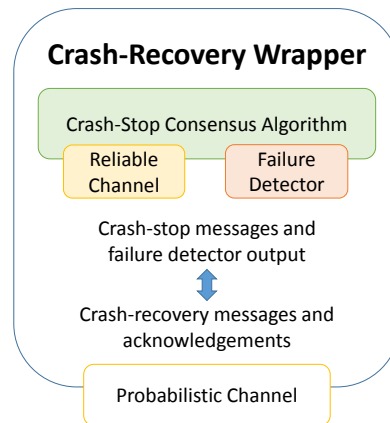 Crash-Recovery Wrapper
Crash-Stop Consensus Algorithm
Reliable
Channel
Failure
Detector
Crash-stop messages and
failure detector output
Crash-recovery messages and
acknowledgements
Probabilistic Channel